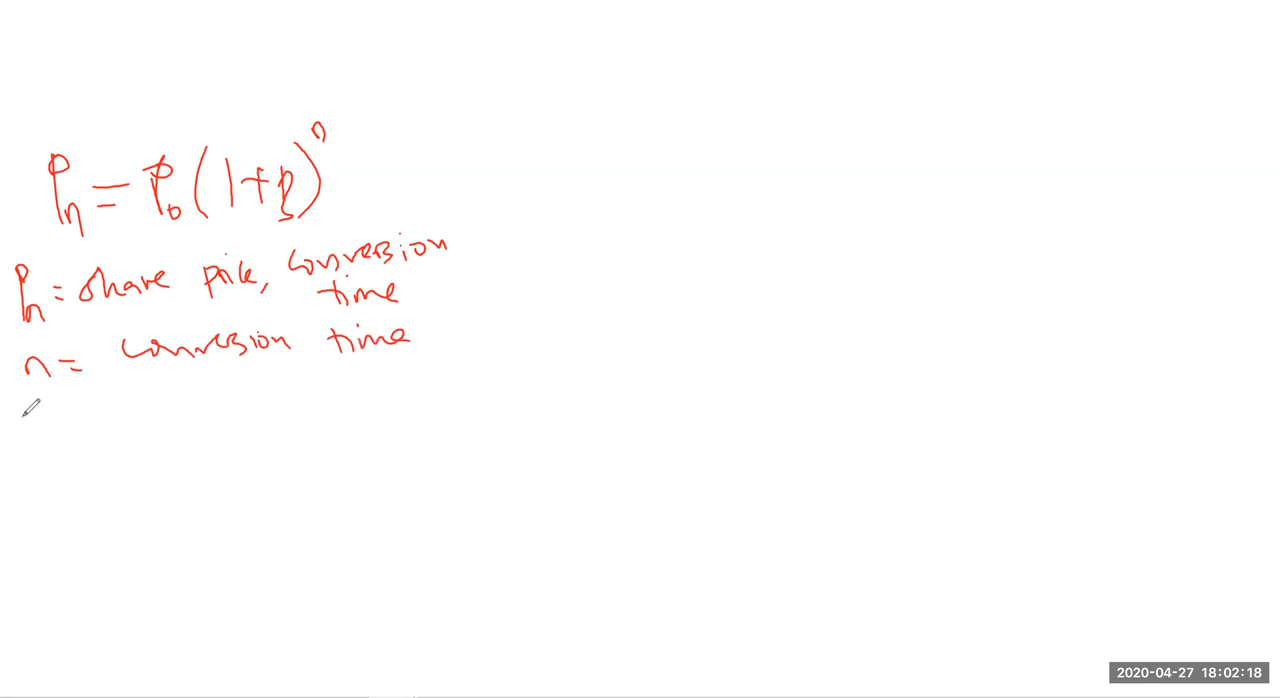 Pn = P0 (1+g)^n
Pn = share price, conversion
time
n = conversion time
2020-04-27 18:02:18